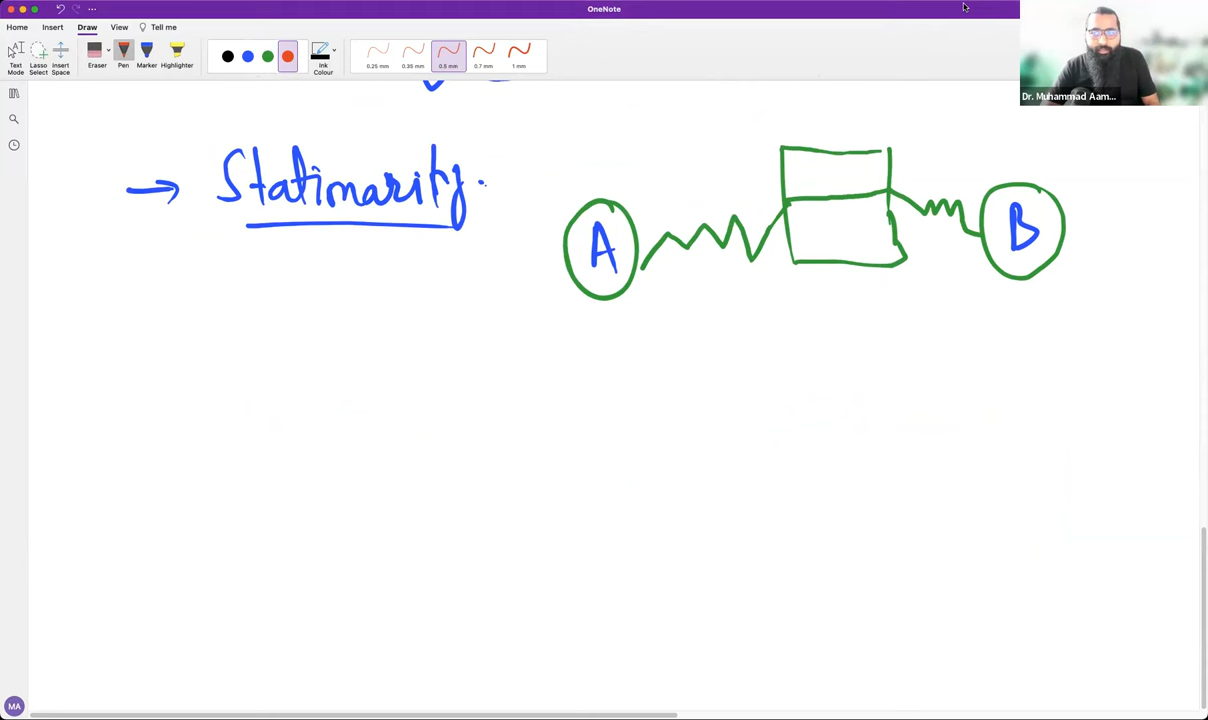 OneNote
Home Insert Draw View Tell me
Text Mode
Lasso Select
Insert Space
Eraser
Pen
Marker
Highlighter
Ink Colour
0.25 mm
0.35 mm
0.5 mm
0.7 mm
1 mm
Dr. Muhammad Aam...
→ Stationarity.
A
B
MA